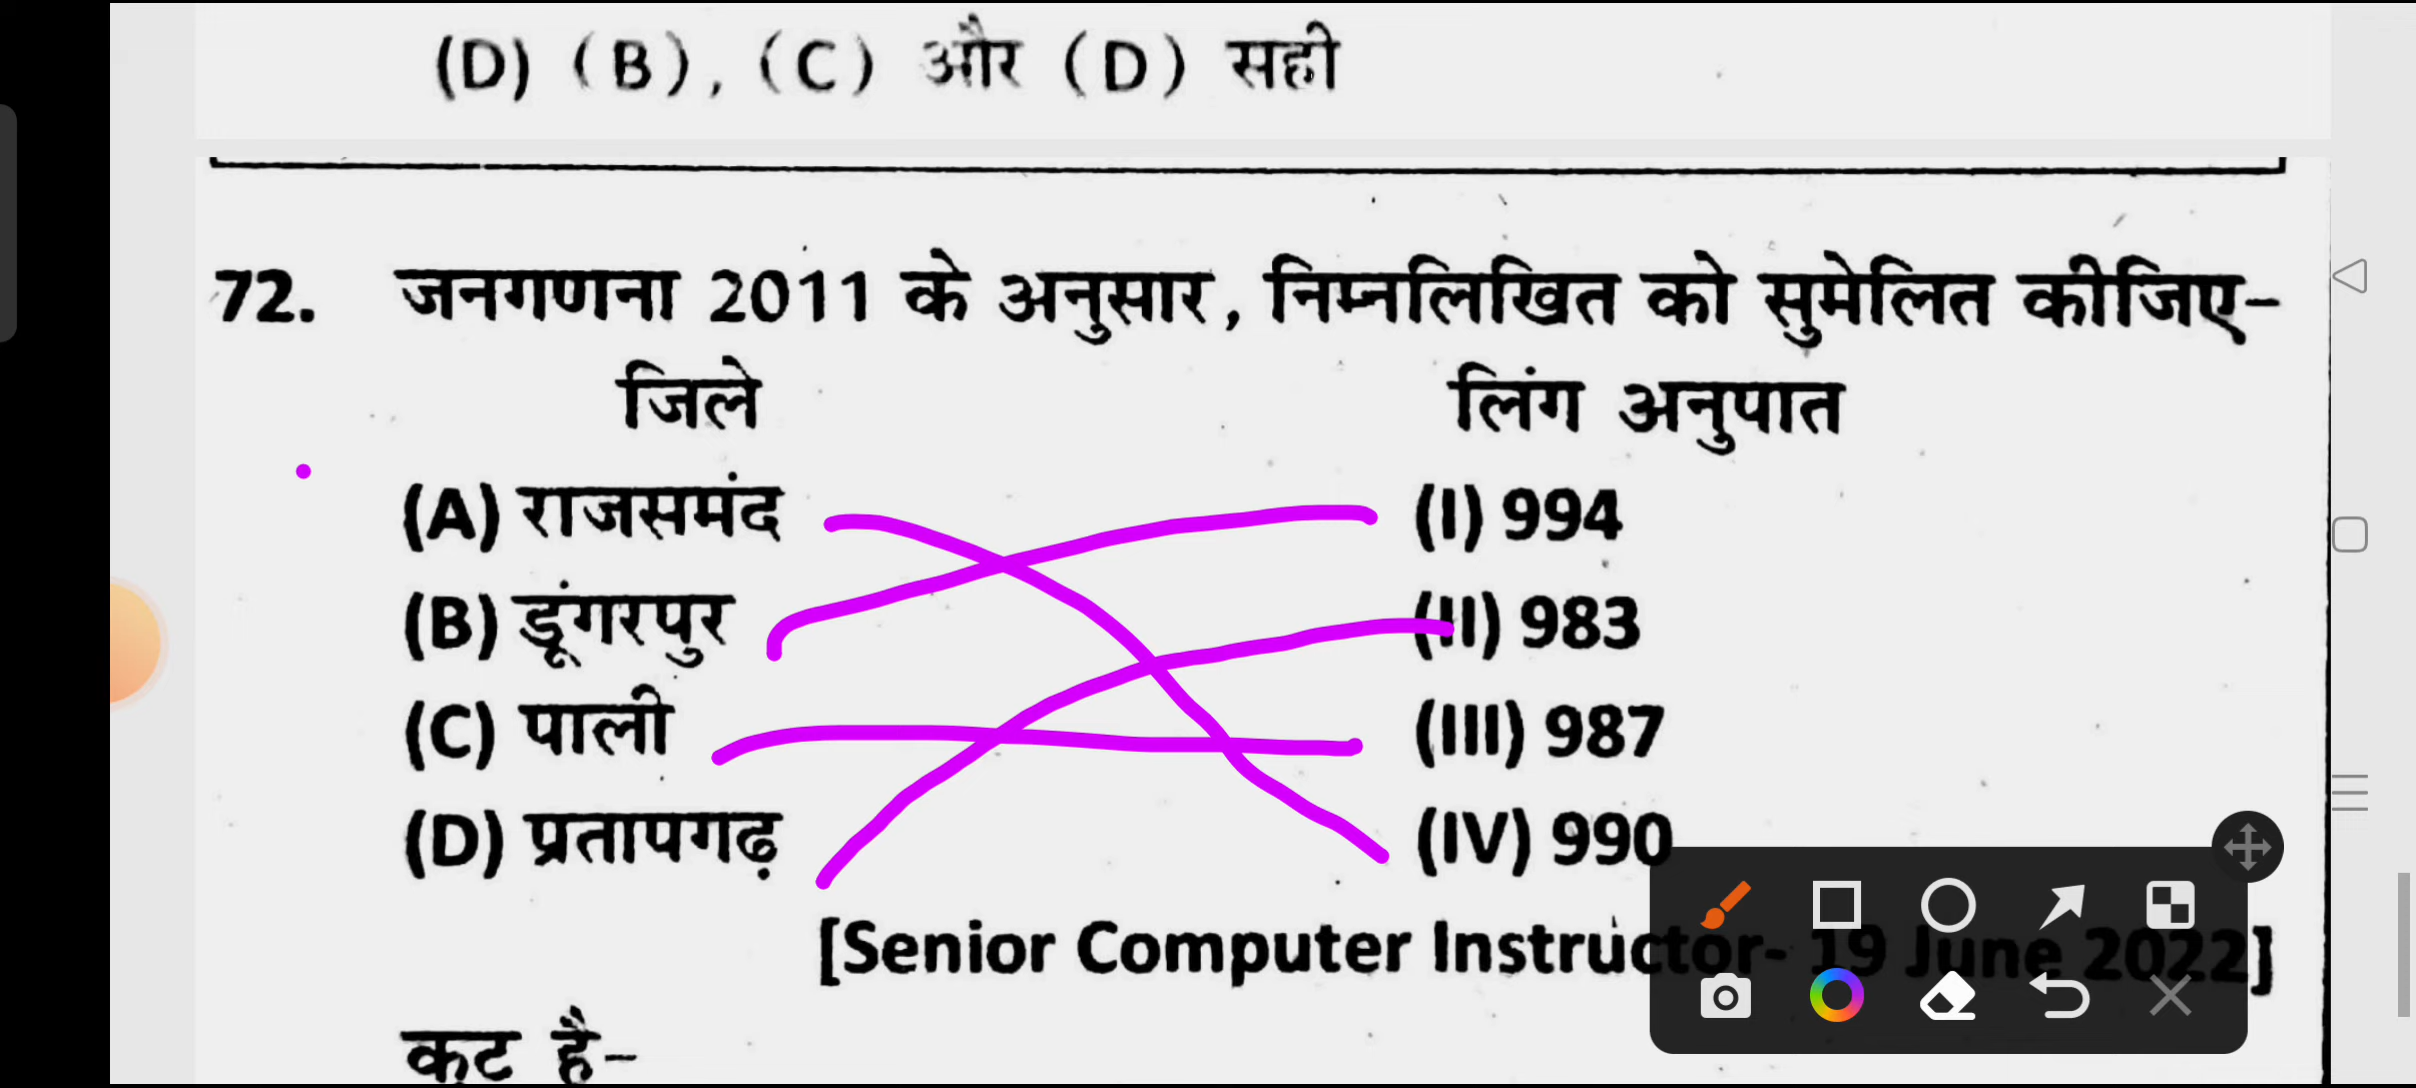 (D) (B), (C) और (D) सही
72. जनगणना 2011 के अनुसार, निम्नलिखित को सुमेलित कीजिए-
जिले लिंग अनुपात
(A) राजसमंद (I) 994
(B) डूंगरपुर (II) 983
(C) पाली (III) 987
(D) प्रतापगढ़ (IV) 990
[Senior Computer Instructor- 19 June 2022]
कूट है-